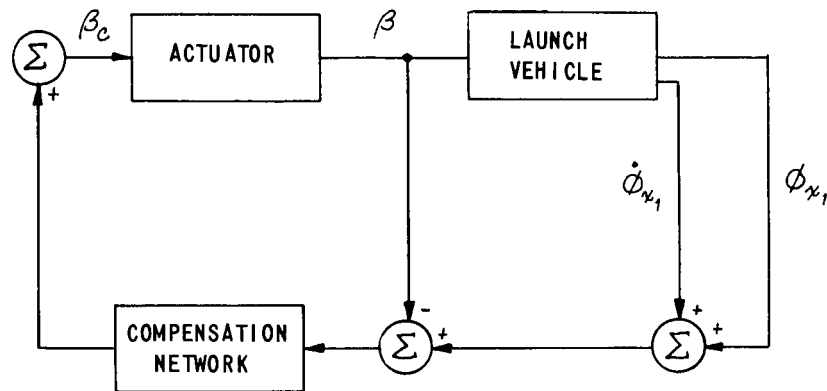 β_c
ACTUATOR
β
LAUNCH
VEHICLE
Σ
+
φ̇_x₁
φ_x₁
-
+
+
+
Σ
Σ
COMPENSATION
NETWORK